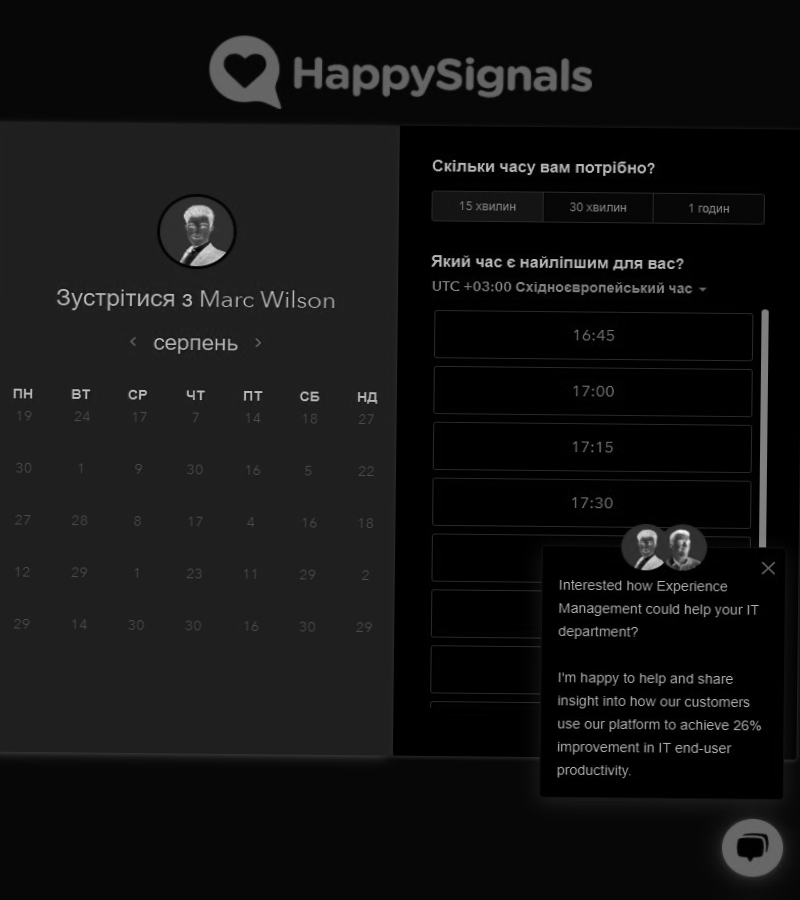 HappySignals
Зустрітися з Marc Wilson
серпень
ПН ВТ СР ЧТ ПТ СБ НД
19 24 17 7 14 18 27
30 1 9 30 16 5 22
27 28 8 17 4 16 18
12 29 1 23 11 29 2
29 14 30 30 16 30 29
Скільки часу вам потрібно?
15 хвилин 30 хвилин 1 годин
Який час є найліпшим для вас?
UTC +03:00 Східноєвропейський час
16:45
17:00
17:15
17:30
Interested how Experience
Management could help your IT
department?
I'm happy to help and share
insight into how our customers
use our platform to achieve 26%
improvement in IT end-user
productivity.